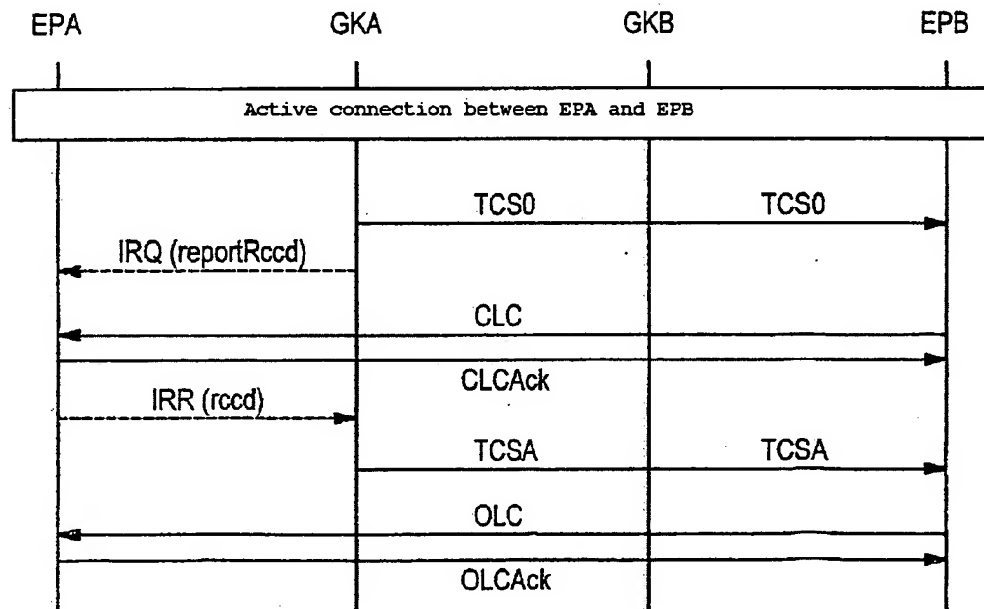 EPA GKA GKB EPB
Active connection between EPA and EPB
TCS0 TCS0
IRQ (reportRccd)
CLC
CLCAck
IRR (rccd)
TCSA TCSA
OLC
OLCAck